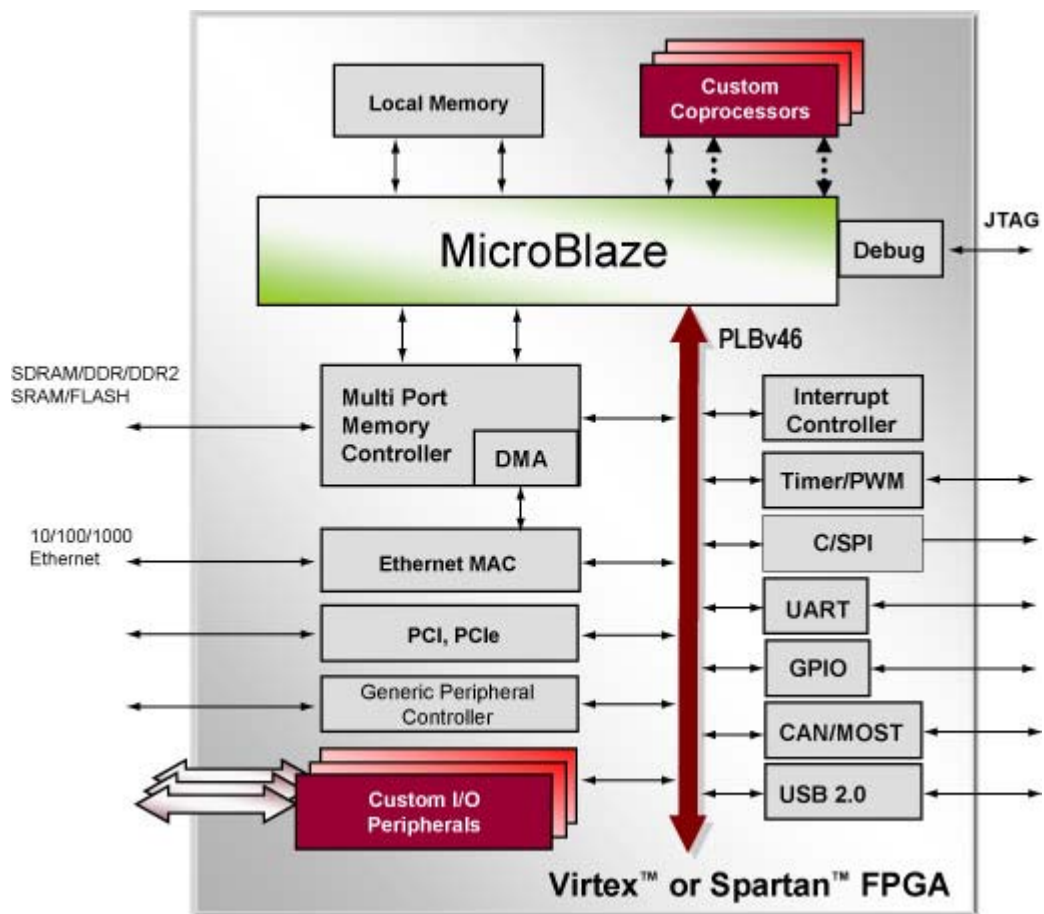 Local Memory
Custom
Coprocessors
MicroBlaze
Debug
JTAG
PLBv46
SDRAM/DDR/DDR2
SRAM/FLASH
Multi Port
Memory
Controller
DMA
Interrupt
Controller
Timer/PWM
10/100/1000
Ethernet
Ethernet MAC
C/SPI
UART
PCI, PCIe
GPIO
Generic Peripheral
Controller
CAN/MOST
Custom I/O
Peripherals
USB 2.0
Virtex™ or Spartan™ FPGA